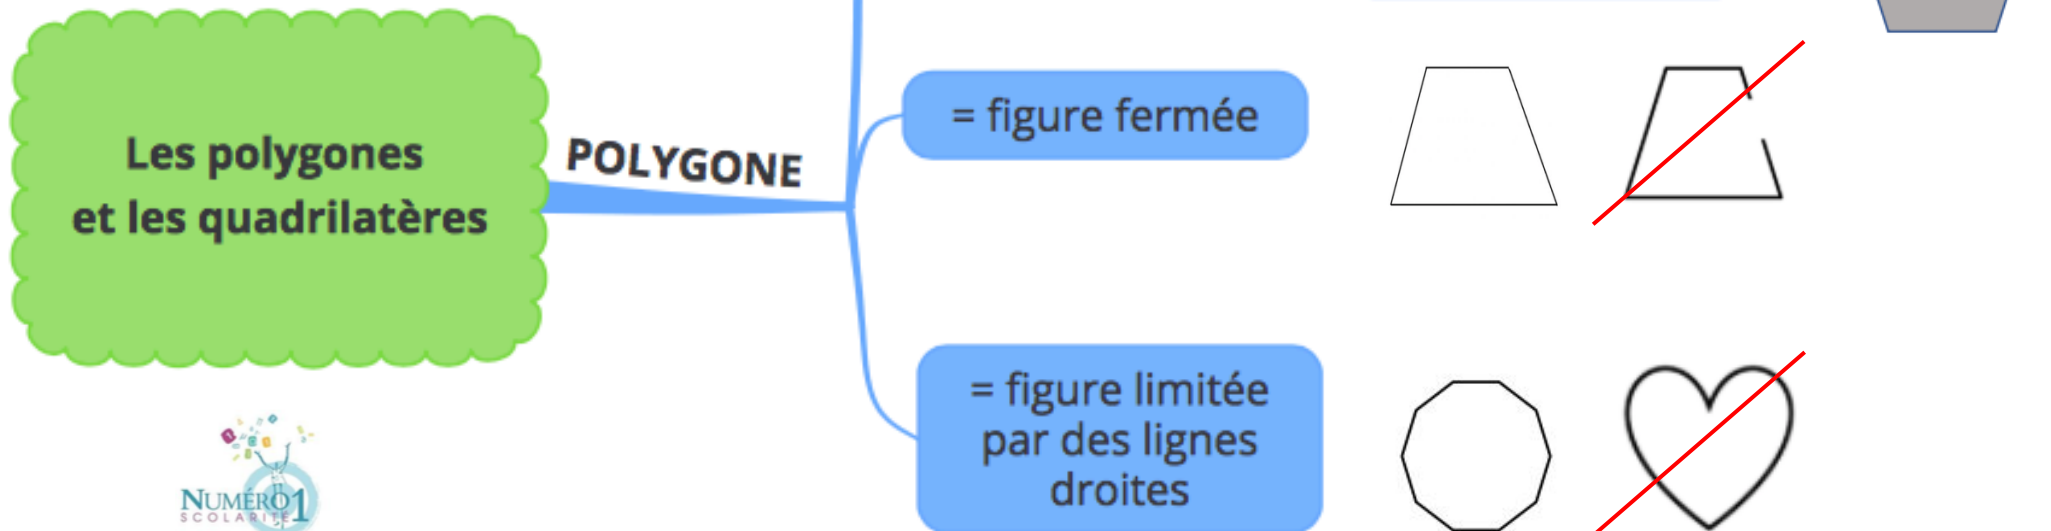 Les polygones
et les quadrilatères
POLYGONE
= figure fermée
= figure limitée
par des lignes
droites
NUMÉRO1
SCOLARITÉ